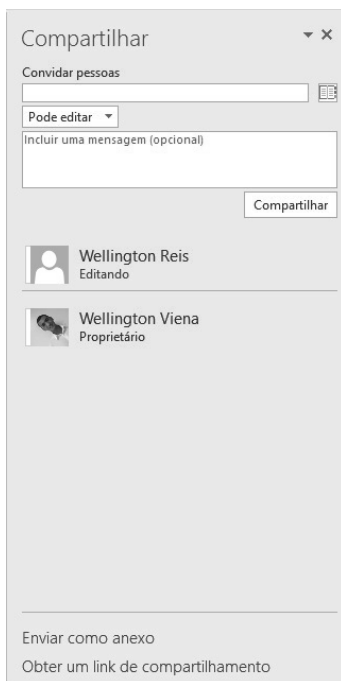 Compartilhar
Convidar pessoas
Pode editar
Incluir uma mensagem (opcional)
Compartilhar
Wellington Reis
Editando
Wellington Viena
Proprietário
Enviar como anexo
Obter um link de compartilhamento